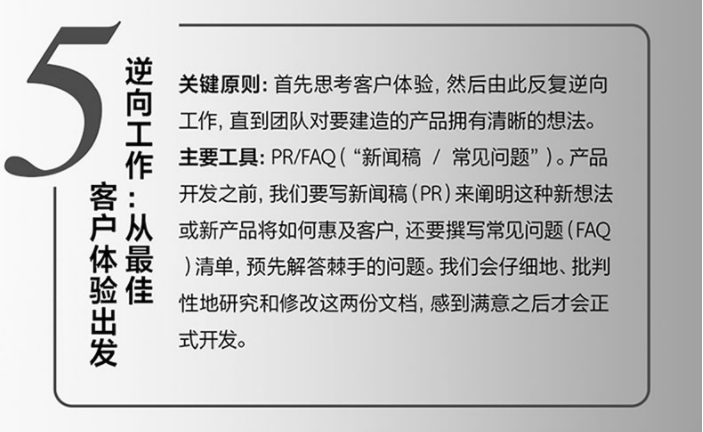 5
逆向工作:从最佳
客户体验出发
关键原则：首先思考客户体验，然后由此反复逆向
工作，直到团队对要建造的产品拥有清晰的想法。
主要工具：PR/FAQ（“新闻稿 / 常见问题”）。产品
开发之前，我们要写新闻稿（PR）来阐明这种新想法
或新产品将如何惠及客户，还要撰写常见问题（FAQ
）清单，预先解答棘手的问题。我们会仔细地、批判
性地研究和修改这两份文档，感到满意之后才会正
式开发。